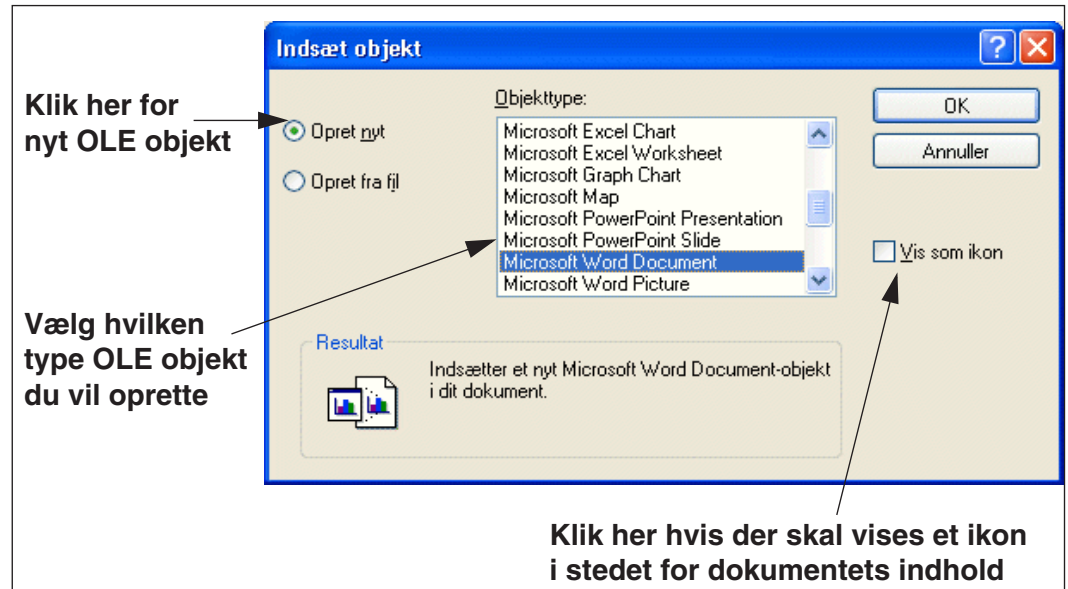 Indsæt objekt
Klik her for
nyt OLE objekt
Opret nyt
Opret fra fil
Objekttype:
Microsoft Excel Chart
Microsoft Excel Worksheet
Microsoft Graph Chart
Microsoft Map
Microsoft PowerPoint Presentation
Microsoft PowerPoint Slide
Microsoft Word Document
Microsoft Word Picture
OK
Annuller
Vis som ikon
Vælg hvilken
type OLE objekt
du vil oprette
Resultat
Indsætter et nyt Microsoft Word Document-objekt
i dit dokument.
Klik her hvis der skal vises et ikon
i stedet for dokumentets indhold